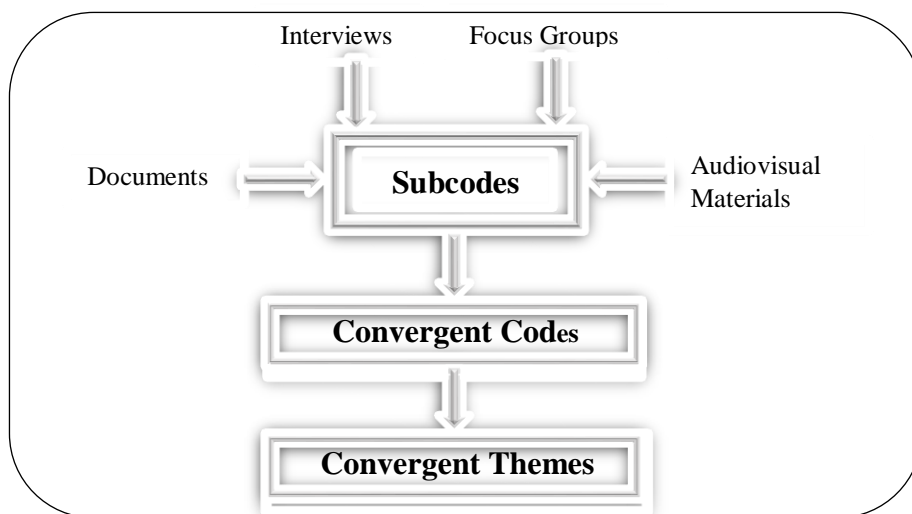 Interviews
Focus Groups
Documents
Subcodes
Audiovisual
Materials
Convergent Codes
Convergent Themes